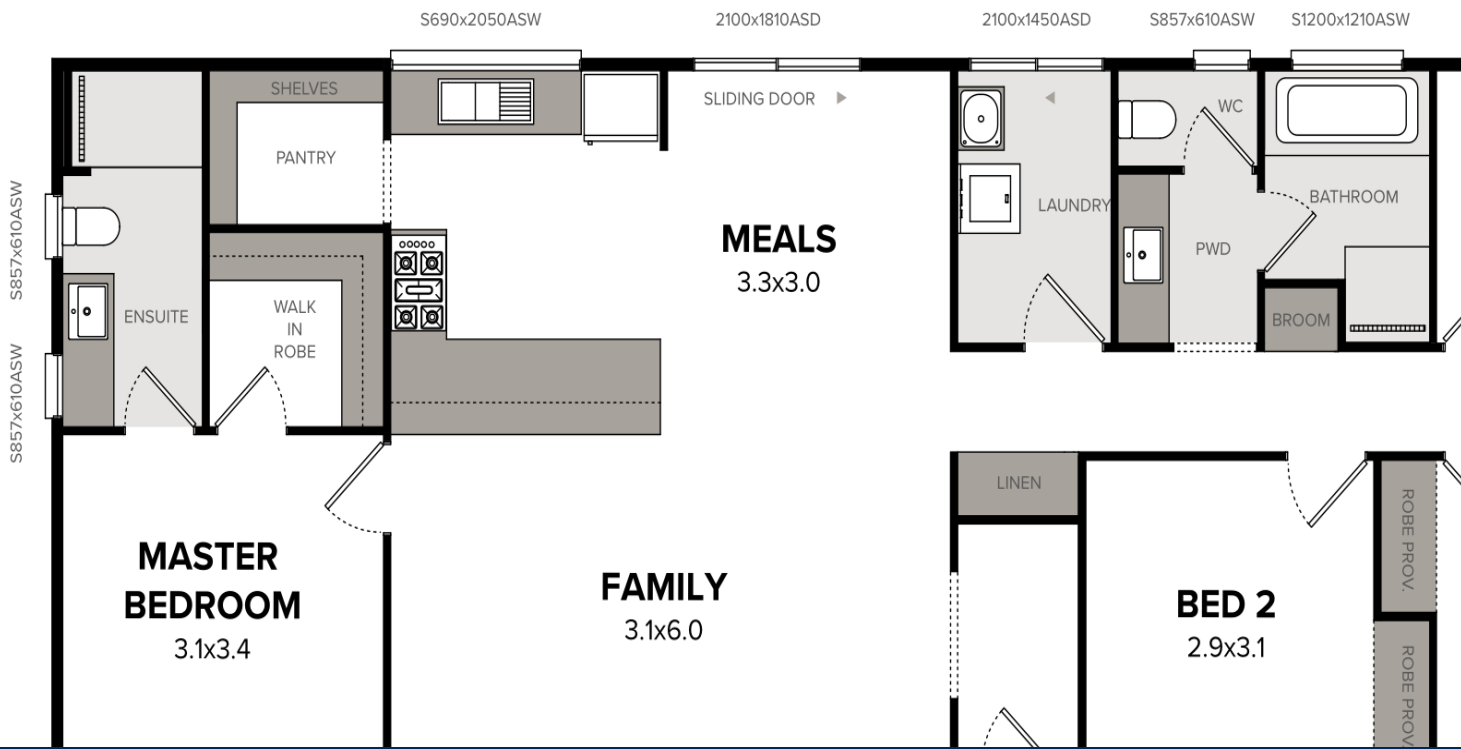 S690x2050ASW
2100x1810ASD
2100x1450ASD
S857x610ASW
S1200x1210ASW
SHELVES
SLIDING DOOR
WC
PANTRY
S857x610ASW
LAUNDRY
BATHROOM
MEALS
3.3x3.0
PWD
ENSUITE
WALK
IN
ROBE
BROOM
S857x610ASW
LINEN
ROBE PROV.
MASTER
BEDROOM
3.1x3.4
FAMILY
3.1x6.0
BED 2
2.9x3.1
ROBE PROV.